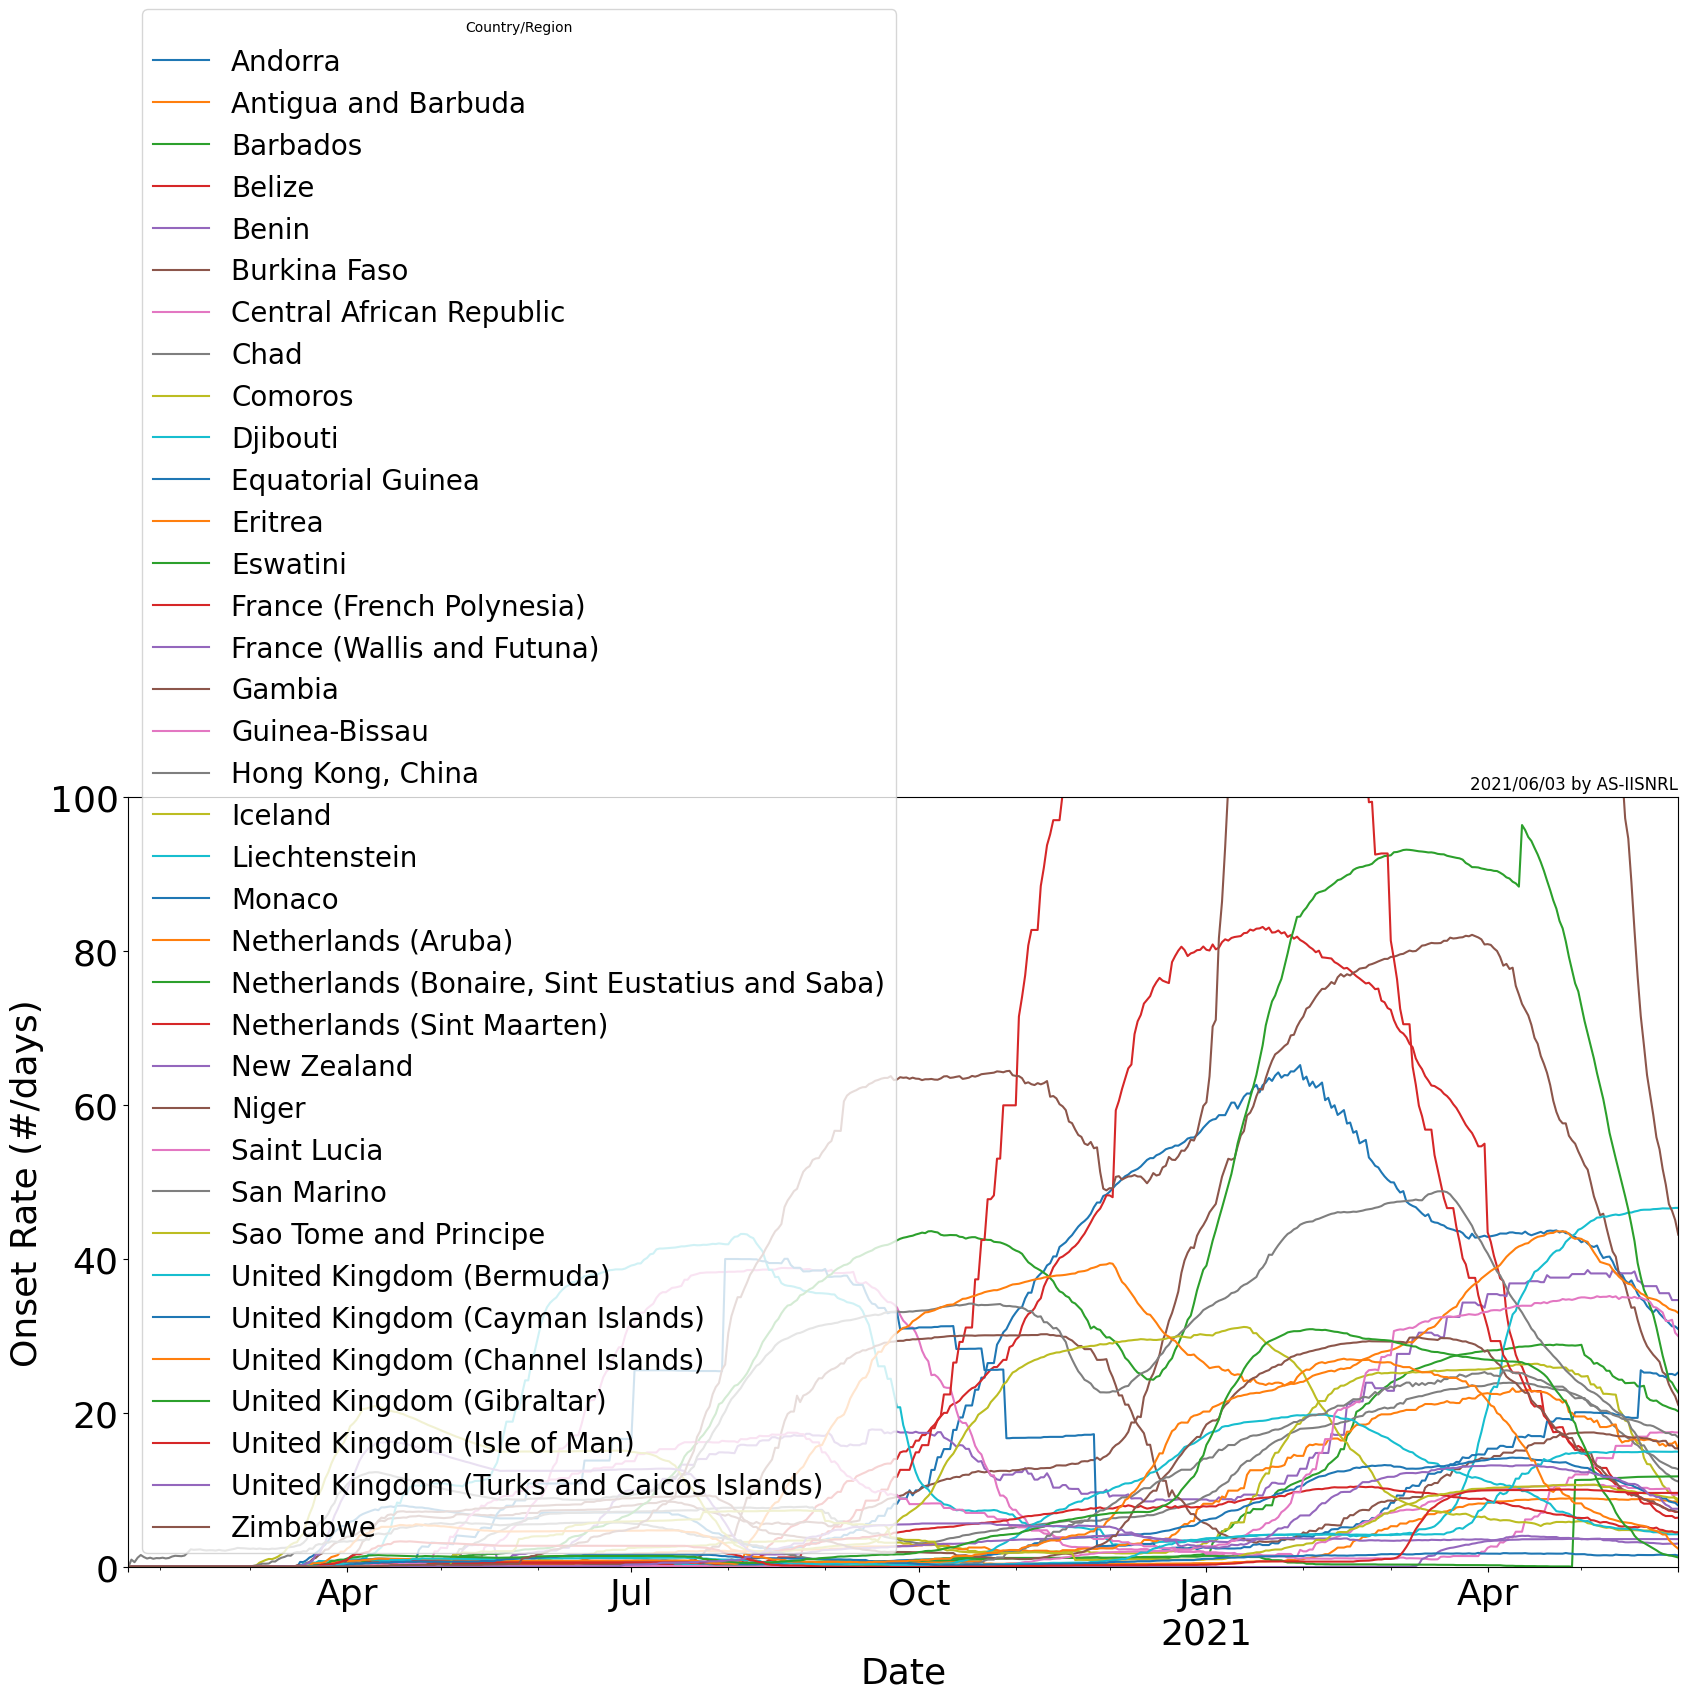 Country/Region
Andorra
Antigua and Barbuda
Barbados
Belize
Benin
Burkina Faso
Central African Republic
Chad
Comoros
Djibouti
Equatorial Guinea
Eritrea
Eswatini
France (French Polynesia)
France (Wallis and Futuna)
Gambia
Guinea-Bissau
Hong Kong, China
Iceland
Liechtenstein
Monaco
Netherlands (Aruba)
Netherlands (Bonaire, Sint Eustatius and Saba)
Netherlands (Sint Maarten)
New Zealand
Niger
Saint Lucia
San Marino
Sao Tome and Principe
United Kingdom (Bermuda)
United Kingdom (Cayman Islands)
United Kingdom (Channel Islands)
United Kingdom (Gibraltar)
United Kingdom (Isle of Man)
United Kingdom (Turks and Caicos Islands)
Zimbabwe
2021/06/03 by AS-IISNRL
Onset Rate (#/days)
100
80
60
40
20
0
Apr Jul Oct Jan Apr
2021
Date